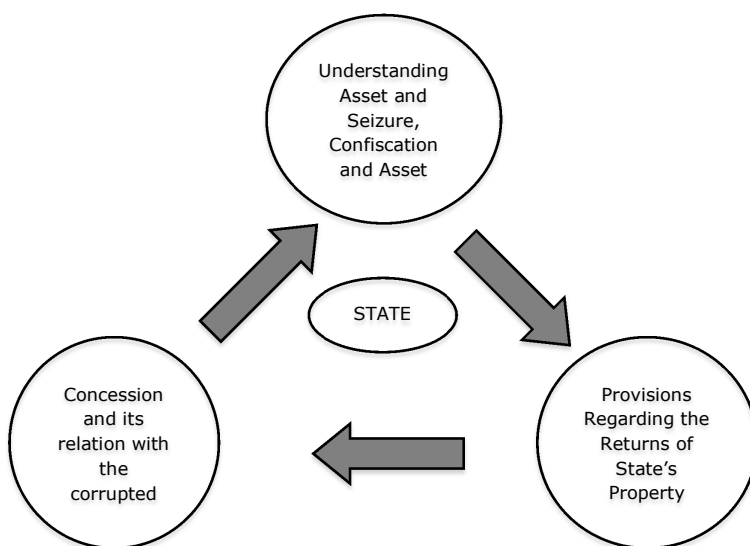 Understanding
Asset and
Seizure,
Confiscation
and Asset
STATE
Concession
and its
relation with
the
corrupted
Provisions
Regarding the
Returns of
State’s
Property